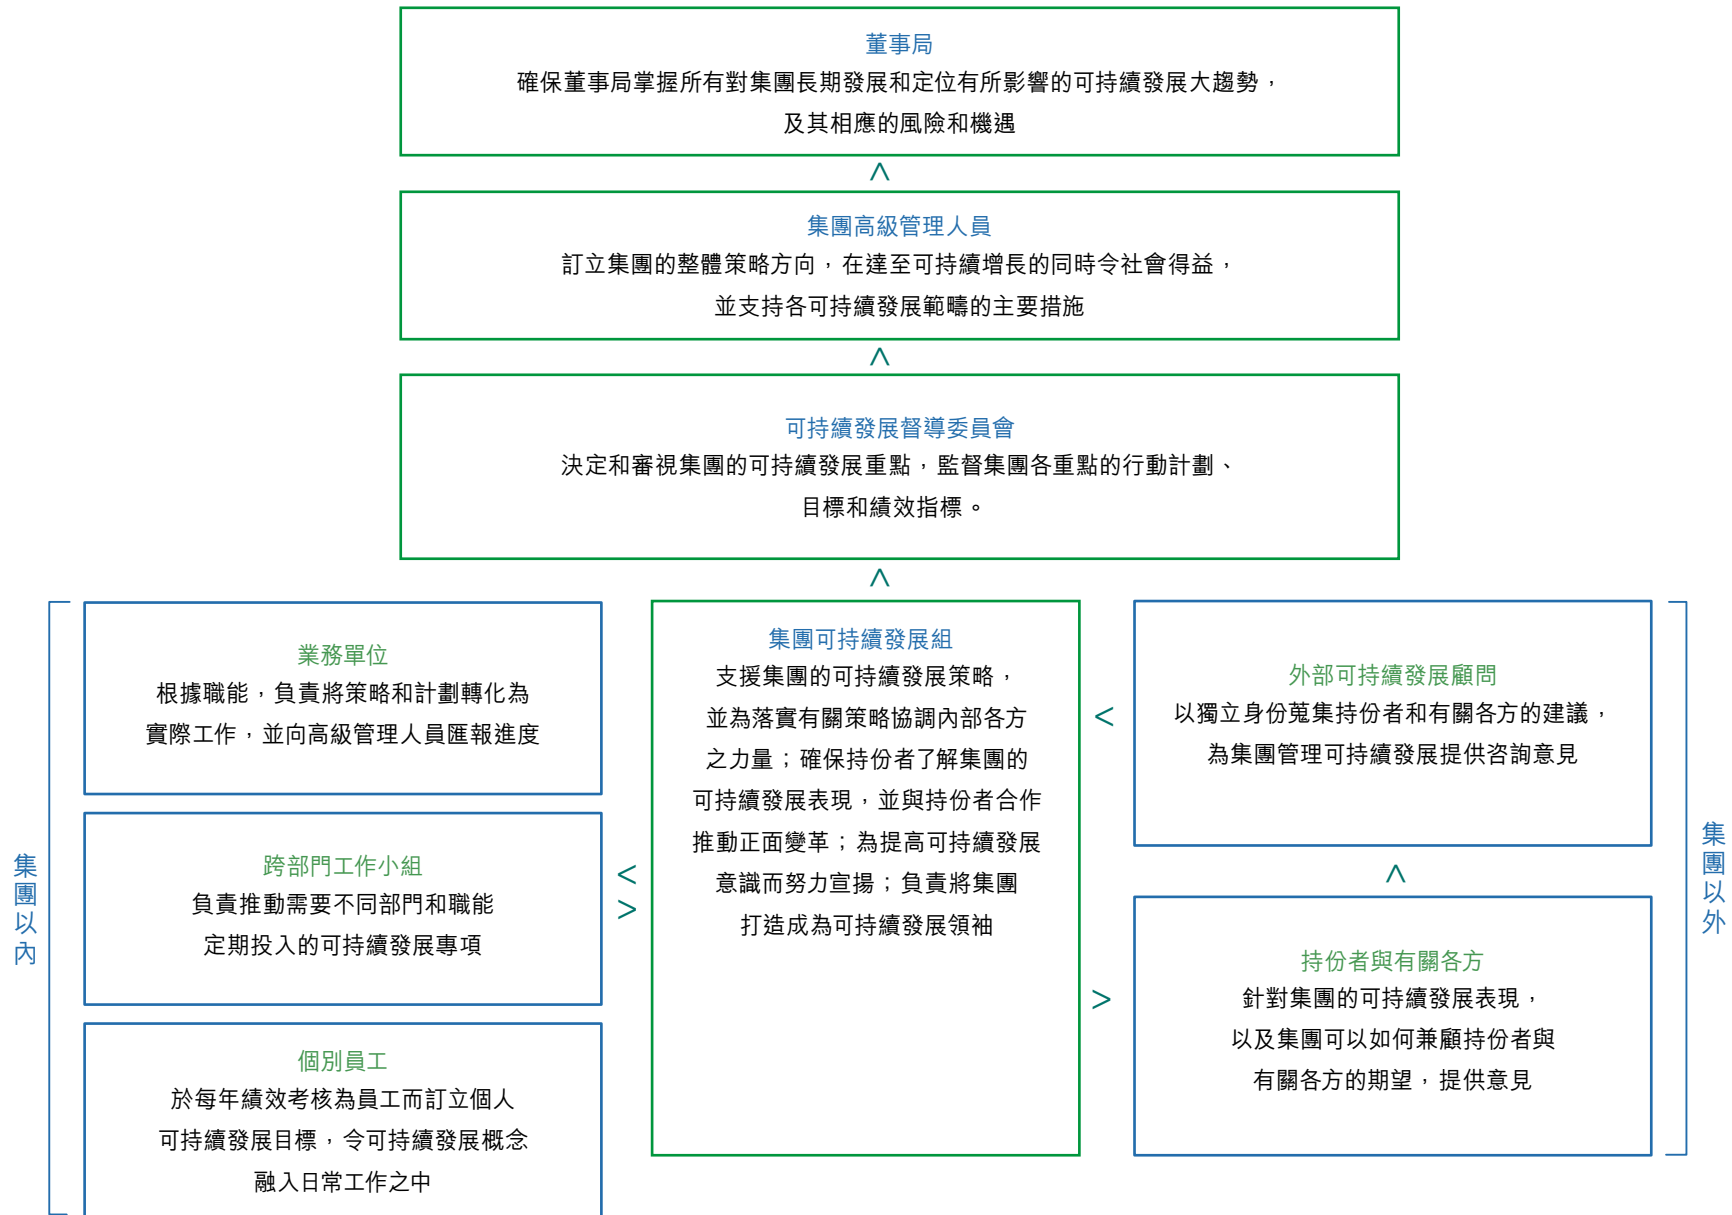 董事局
確保董事局掌握所有對集團長期發展和定位有所影響的可持續發展大趨勢，
及其相應的風險和機遇
^
集團高級管理人員
訂立集團的整體策略方向，在達至可持續增長的同時令社會得益，
並支持各可持續發展範疇的主要措施
^
可持續發展督導委員會
決定和審視集團的可持續發展重點，監督集團各重點的行動計劃、
目標和績效指標。
^
集團以內
業務單位
根據職能，負責將策略和計劃轉化為
實際工作，並向高級管理人員匯報進度
跨部門工作小組
負責推動需要不同部門和職能
定期投入的可持續發展專項
個別員工
於每年績效考核為員工而訂立個人
可持續發展目標，令可持續發展概念
融入日常工作之中
<
>
集團可持續發展組
支援集團的可持續發展策略，
並為落實有關策略協調內部各方
之力量；確保持份者了解集團的
可持續發展表現，並與持份者合作
推動正面變革；為提高可持續發展
意識而努力宣揚；負責將集團
打造成為可持續發展領袖
<
>
外部可持續發展顧問
以獨立身份蒐集持份者和有關各方的建議，
為集團管理可持續發展提供咨詢意見
^
持份者與有關各方
針對集團的可持續發展表現，
以及集團可以如何兼顧持份者與
有關各方的期望，提供意見
集團以外